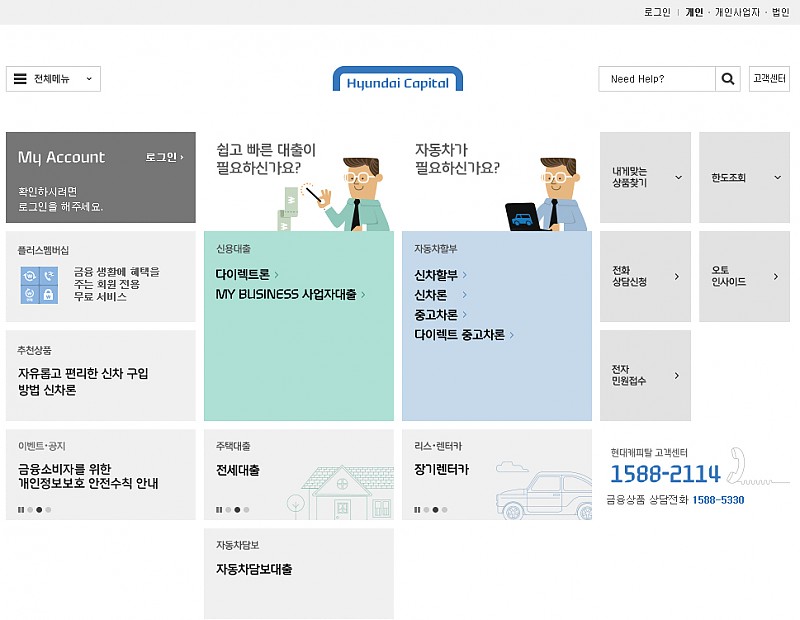 로그인 | 개인 · 개인사업자 · 법인
전체메뉴
Hyundai Capital
Need Help?
고객센터
My Account
로그인
확인하시려면
로그인을 해주세요.
쉽고 빠른 대출이
필요하신가요?
자동차가
필요하신가요?
내게맞는
상품찾기
한도조회
플러스멤버십
금융 생활에 혜택을
주는 회원 전용
무료 서비스
신용대출
다이렉트론
MY BUSINESS 사업자대출
자동차할부
신차할부
신차론
중고차론
다이렉트 중고차론
전화
상담신청
오토
인사이드
추천상품
자유롭고 편리한 신차 구입
방법 신차론
전자
민원접수
이벤트·공지
금융소비자를 위한
개인정보보호 안전수칙 안내
주택대출
전세대출
리스·렌터카
장기렌터카
현대캐피탈 고객센터
1588-2114
금융상품 상담전화 1588-5330
자동차담보
자동차담보대출